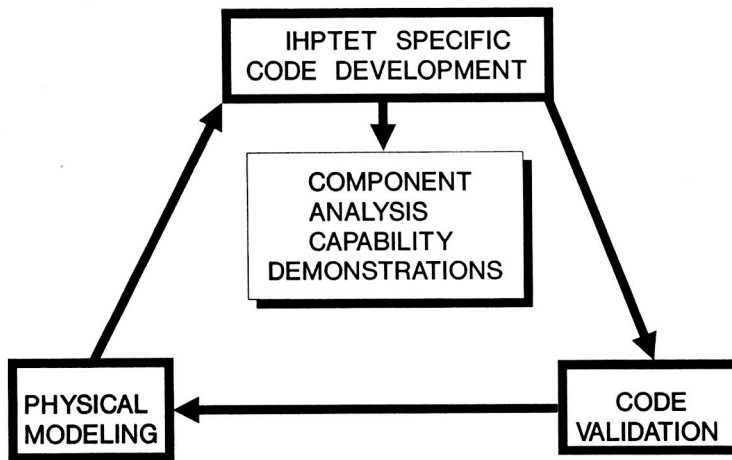 IHPTET SPECIFIC
CODE DEVELOPMENT
COMPONENT
ANALYSIS
CAPABILITY
DEMONSTRATIONS
PHYSICAL
MODELING
CODE
VALIDATION